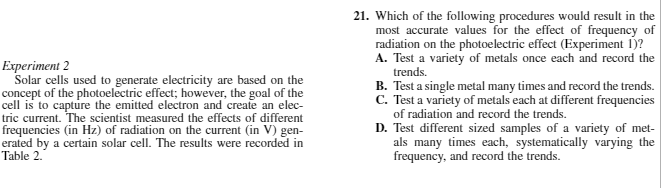 Experiment 2
Solar cells used to generate electricity are based on the
concept of the photoelectric effect; however, the goal of the
cell is to capture the emitted electron and create an elec-
tric current. The scientist measured the effects of different
frequencies (in Hz) of radiation on the current (in V) gen-
erated by a certain solar cell. The results were recorded in
Table 2.
21. Which of the following procedures would result in the
most accurate values for the effect of frequency of
radiation on the photoelectric effect (Experiment 1)?
A. Test a variety of metals once each and record the
trends.
B. Test a single metal many times and record the trends.
C. Test a variety of metals each at different frequencies
of radiation and record the trends.
D. Test different sized samples of a variety of met-
als many times each, systematically varying the
frequency, and record the trends.